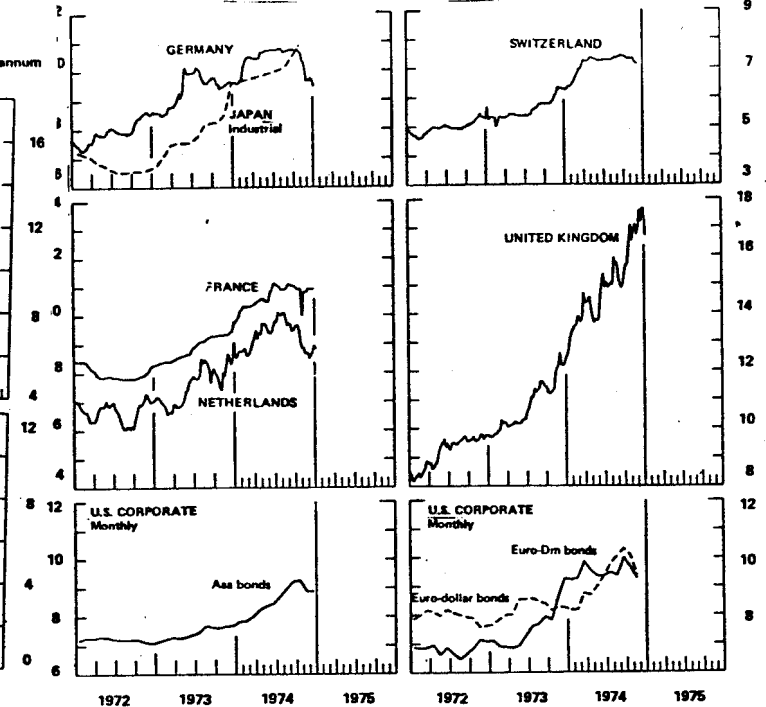 annum
GERMANY
JAPAN
Industrial
16
12
8
4
12
8
4
0
SWITZERLAND
9
7
5
3
4
2
0
8
6
4
FRANCE
NETHERLANDS
UNITED KINGDOM
18
16
14
12
10
8
U.S. CORPORATE
Monthly
Aaa bonds
12
10
8
6
1972 1973 1974 1975
U.S. CORPORATE
Monthly
Euro-Dm bonds
Euro-dollar bonds
12
10
8
1972 1973 1974 1975